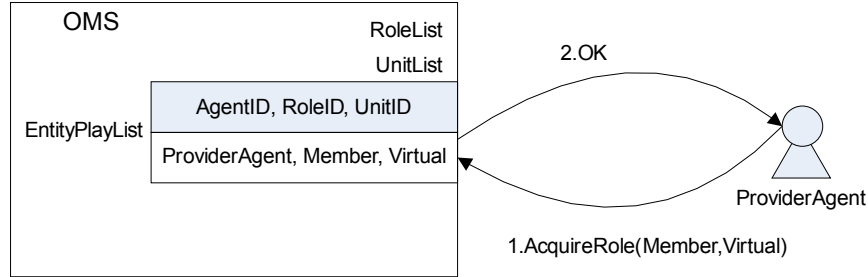 OMS
RoleList
UnitList
EntityPlayList
AgentID, RoleID, UnitID
ProviderAgent, Member, Virtual
2.OK
ProviderAgent
1.AcquireRole(Member,Virtual)